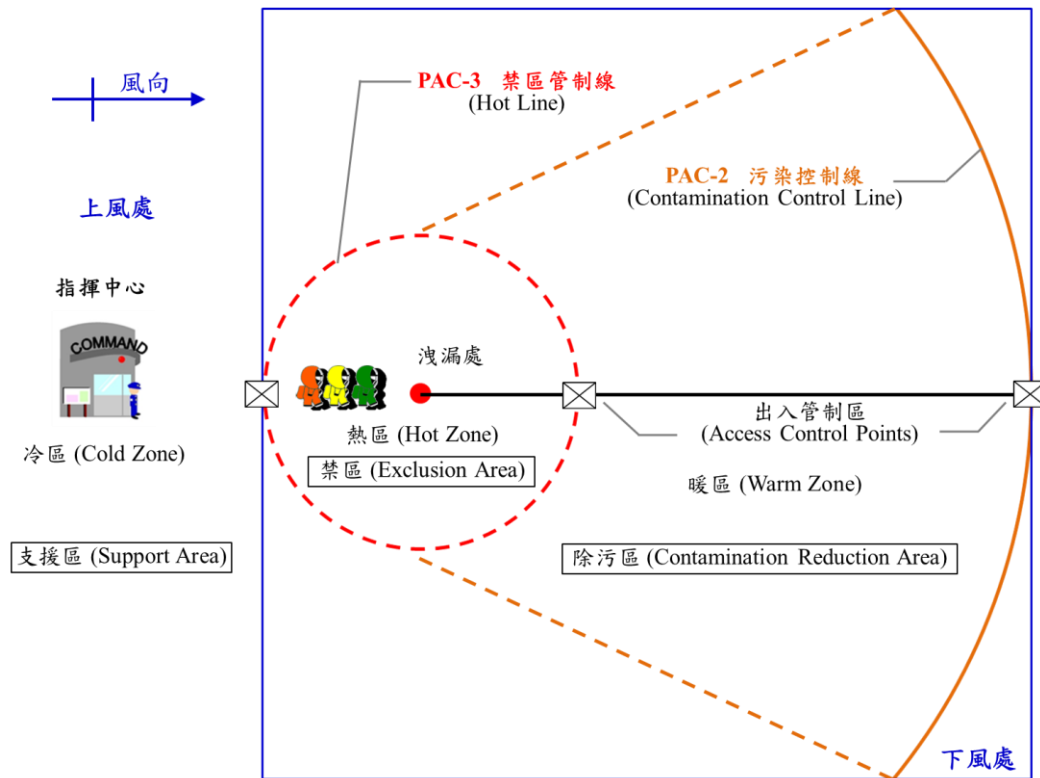 風向
PAC-3 禁區管制線
(Hot Line)
PAC-2 污染控制線
(Contamination Control Line)
上風處
指揮中心
COMMAND
洩漏處
熱區 (Hot Zone)
禁區 (Exclusion Area)
出入管制區
(Access Control Points)
冷區 (Cold Zone)
暖區 (Warm Zone)
支援區 (Support Area)
除污區 (Contamination Reduction Area)
下風處